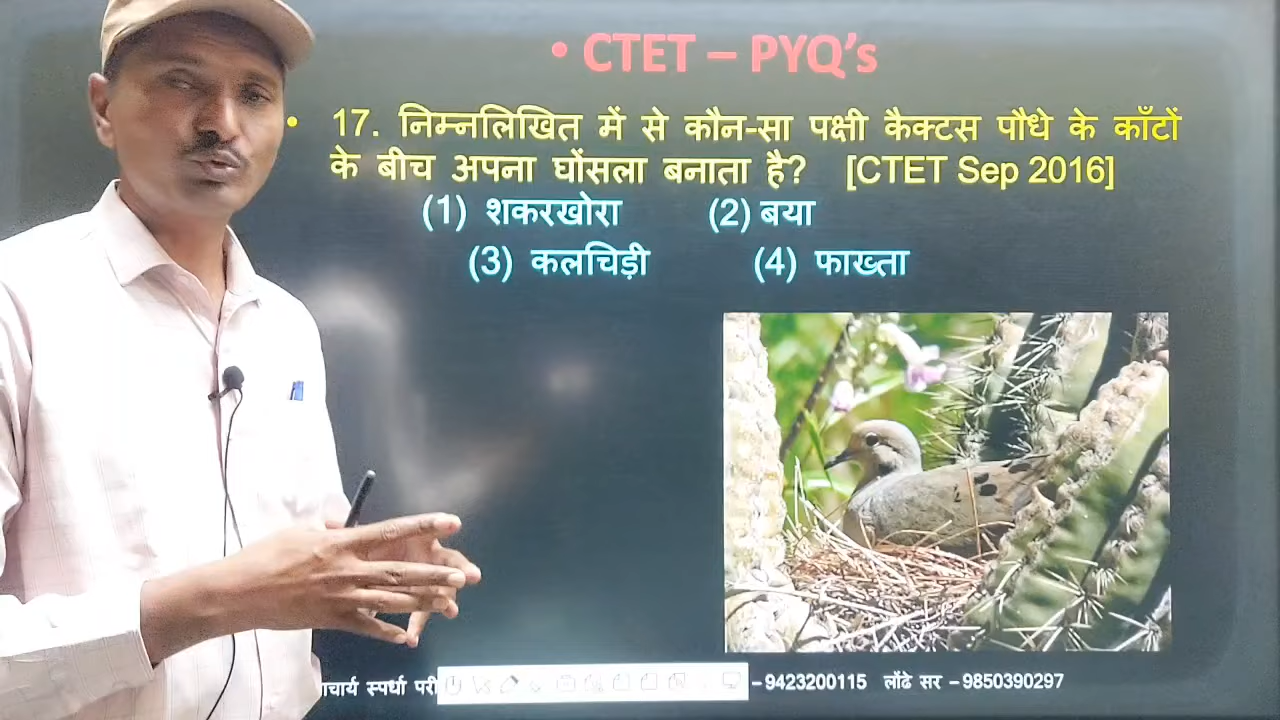 • CTET – PYQ's
• 17. निम्नलिखित में से कौन-सा पक्षी कैक्टस पौधे के काँटों
के बीच अपना घोंसला बनाता है? [CTET Sep 2016]
(1) शकरखोरा (2) बया
(3) कलचिड़ी (4) फाख्ता
स्पर्धा – 9423200115 लोंढे सर – 9850390297